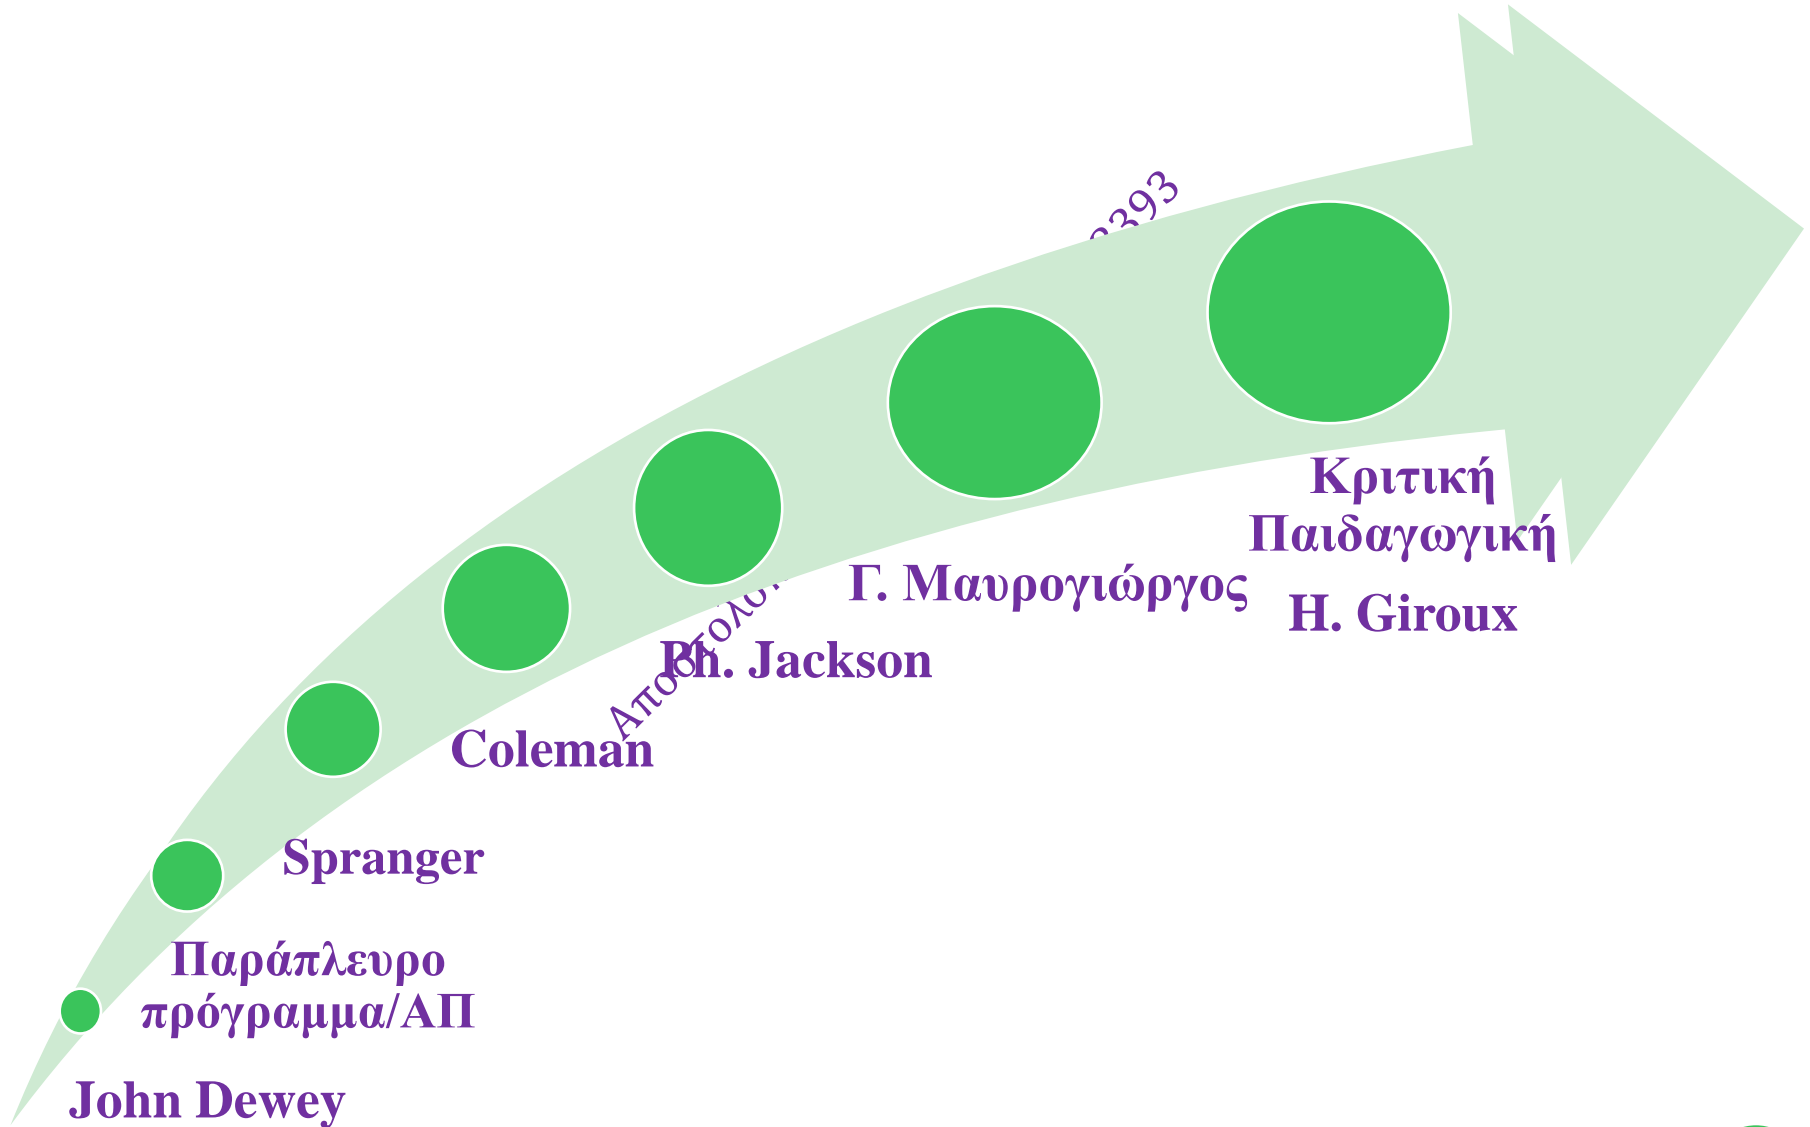 John Dewey
Παράπλευρο
πρόγραμμα/ΑΠ
Spranger
Coleman
Ph. Jackson
Γ. Μαυρογιώργος
Κριτική
Παιδαγωγική
H. Giroux